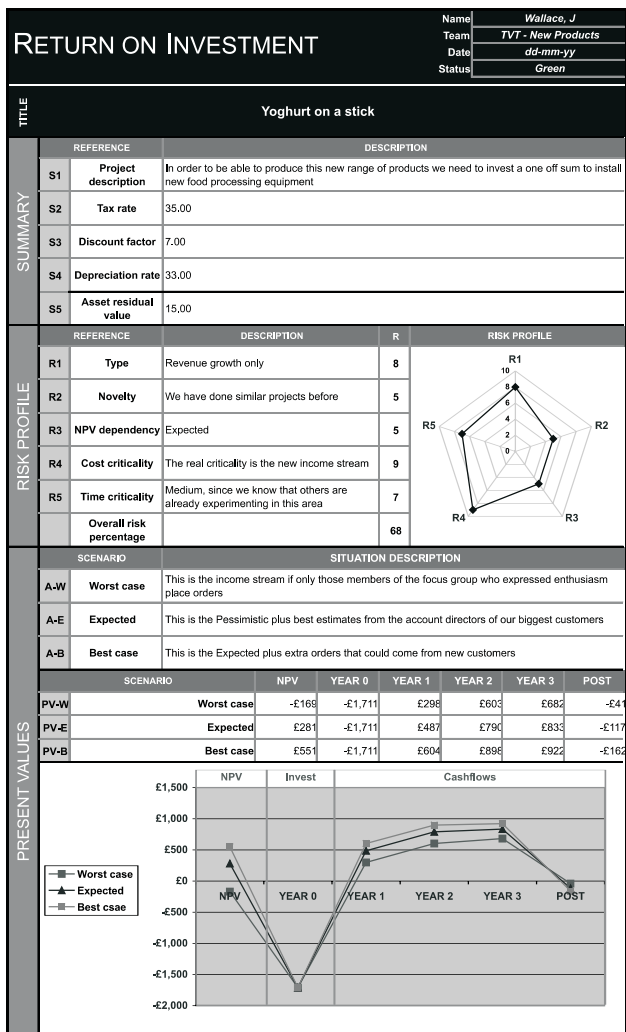 RETURN ON INVESTMENT
Name Wallace, J
Team TVT - New Products
Date dd-mm-yy
Status Green
TITLE
Yoghurt on a stick
SUMMARY
REFERENCE DESCRIPTION
S1 Project description In order to be able to produce this new range of products we need to invest a one off sum to install
new food processing equipment
S2 Tax rate 35.00
S3 Discount factor 7.00
S4 Depreciation rate 33.00
S5 Asset residual value 15,00
RISK PROFILE
REFERENCE DESCRIPTION R RISK PROFILE
R1 Type Revenue growth only 8
R2 Novelty We have done similar projects before 5
R3 NPV dependency Expected 5
R4 Cost criticality The real criticality is the new income stream 9
R5 Time criticality Medium, since we know that others are
already experimenting in this area 7
Overall risk percentage 68
R1
10
8
6
4
2
0
R5 R2
R4 R3
PRESENT VALUES
SCENARIO SITUATION DESCRIPTION
A-W Worst case This is the income stream if only those members of the focus group who expressed enthusiasm
place orders
A-E Expected This is the Pessimistic plus best estimates from the account directors of our biggest customers
A-B Best case This is the Expected plus extra orders that could come from new customers
SCENARIO NPV YEAR 0 YEAR 1 YEAR 2 YEAR 3 POST
PV-W Worst case -£169 -£1,711 £298 £603 £682 -£41
PV-E Expected £281 -£1,711 £487 £790 £833 -£117
PV-B Best case £551 -£1,711 £604 £898 £922 -£162
NPV Invest Cashflows
£1,500
£1,000
£500
£0
-£500
-£1,000
-£1,500
-£2,000
NPV YEAR 0 YEAR 1 YEAR 2 YEAR 3 POST
Worst case
Expected
Best csae